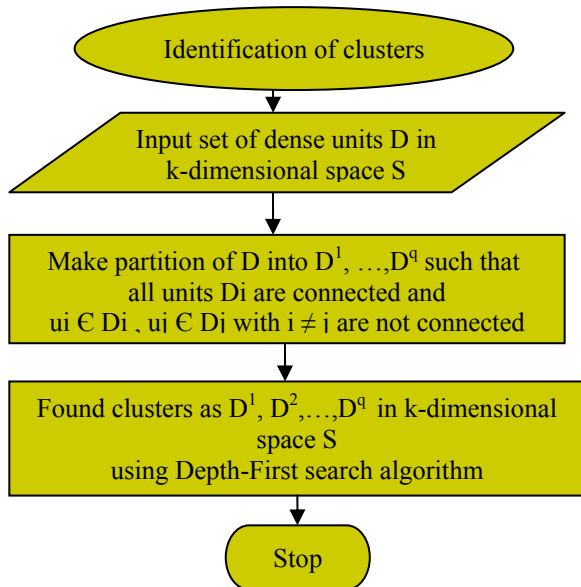 Identification of clusters
Input set of dense units D in
k-dimensional space S
Make partition of D into D¹, …,D^q such that
all units Di are connected and
ui Є Di , uj Є Dj with i ≠ j are not connected
Found clusters as D¹, D²,…,D^q in k-dimensional
space S
using Depth-First search algorithm
Stop